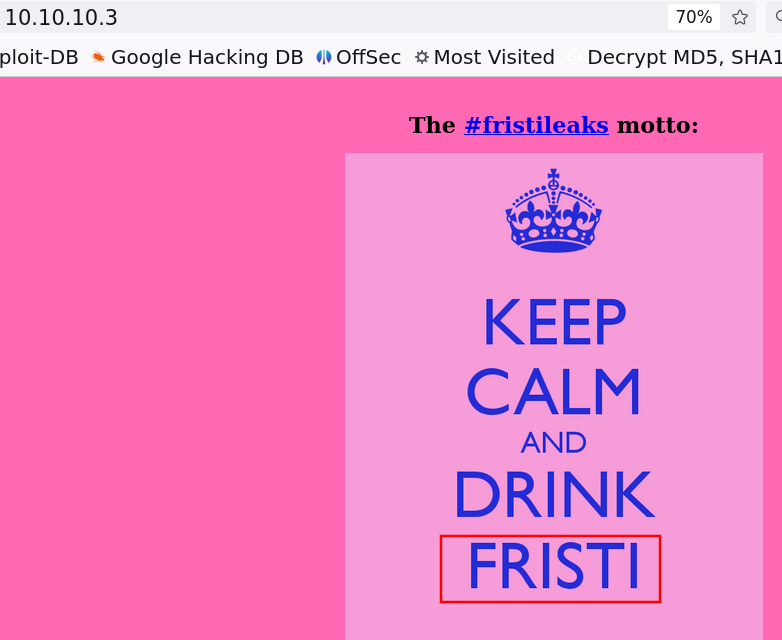 10.10.10.3
70%
ploit-DB Google Hacking DB OffSec Most Visited Decrypt MD5, SHA1
The #fristileaks motto:
KEEP
CALM
AND
DRINK
FRISTI